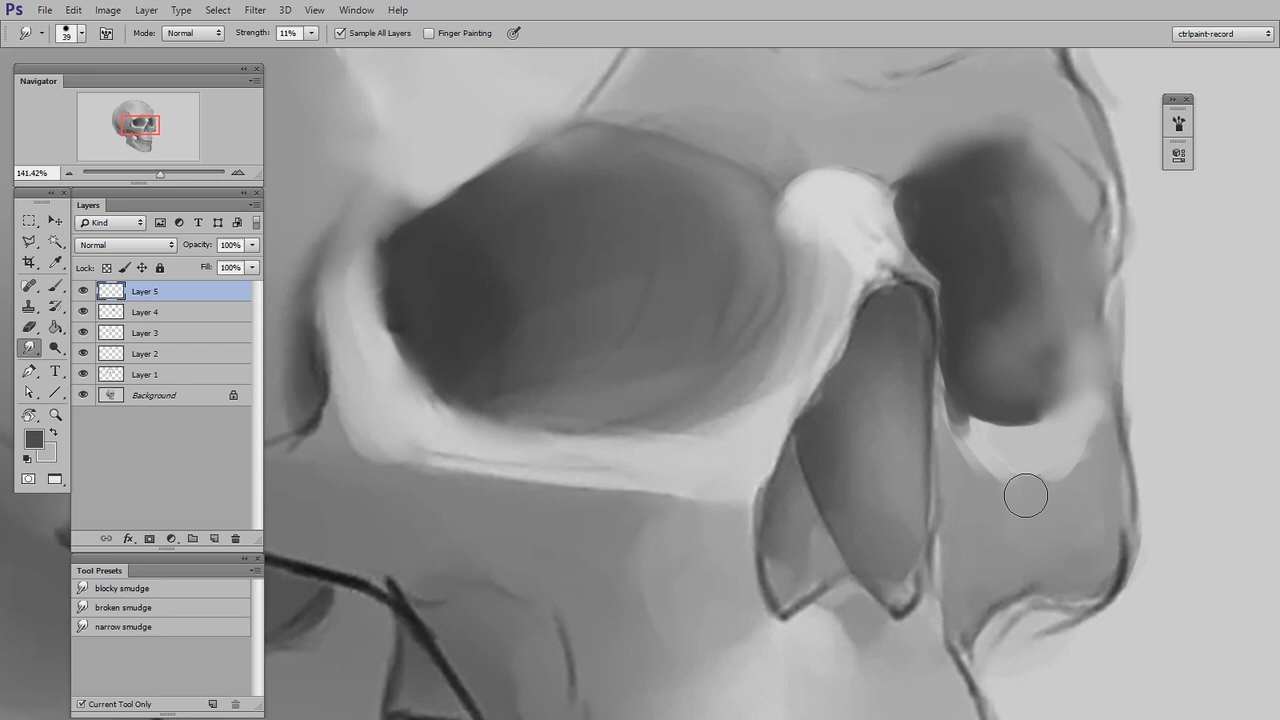 Ps File Edit Image Layer Type Select Filter 3D View Window Help
39 Mode: Normal Strength: 11% Sample All Layers Finger Painting ctrlpaint-record
Navigator
141.42%
Layers
Kind
Normal Opacity: 100%
Lock: Fill: 100%
Layer 5
Layer 4
Layer 3
Layer 2
Layer 1
Background
fx
Tool Presets
blocky smudge
broken smudge
narrow smudge
Current Tool Only